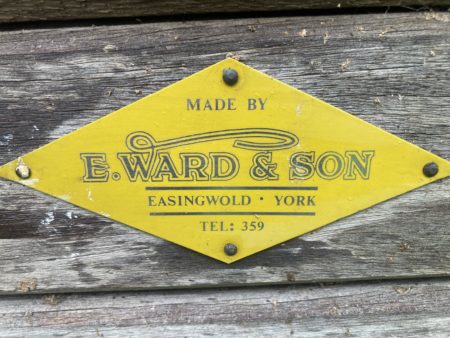 MADE BY
E. WARD & SON
EASINGWOLD · YORK
TEL: 359